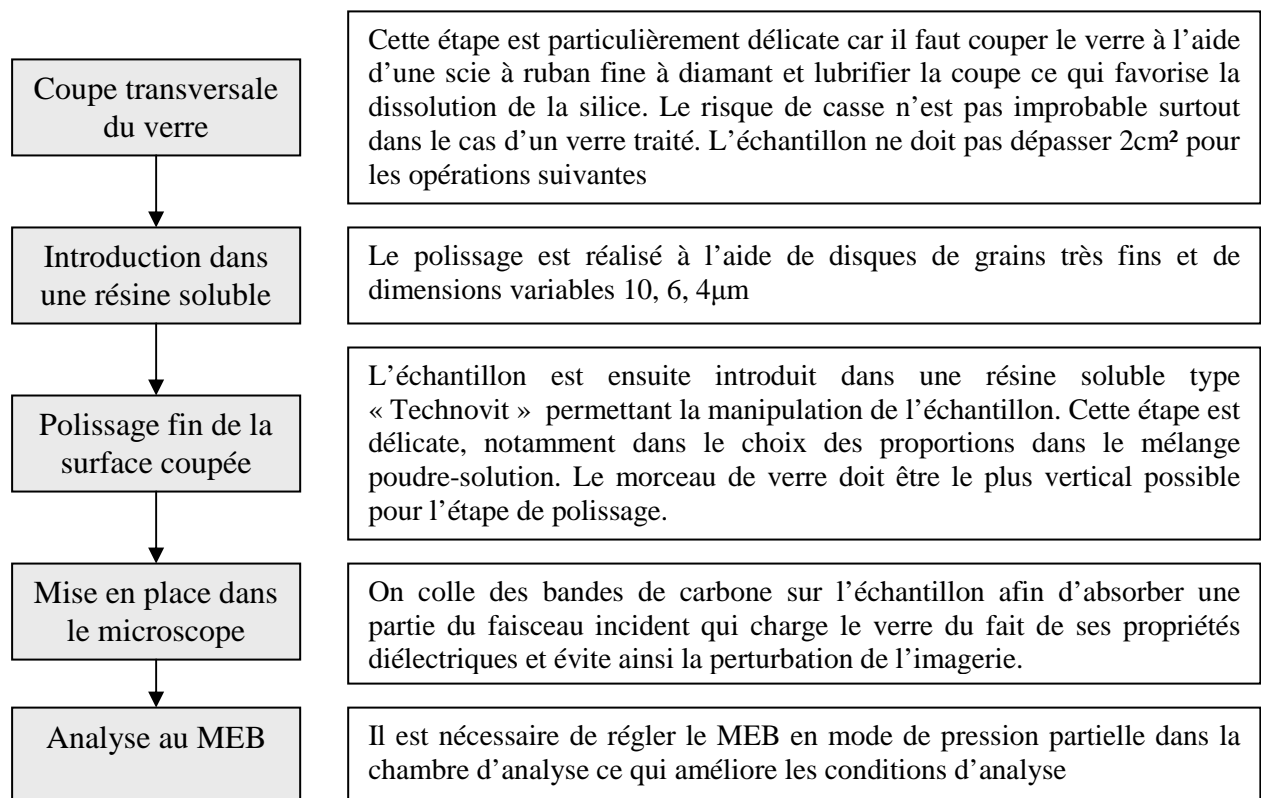 Coupe transversale
du verre
Cette étape est particulièrement délicate car il faut couper le verre à l’aide
d’une scie à ruban fine à diamant et lubrifier la coupe ce qui favorise la
dissolution de la silice. Le risque de casse n’est pas improbable surtout
dans le cas d’un verre traité. L’échantillon ne doit pas dépasser 2cm² pour
les opérations suivantes
Introduction dans
une résine soluble
Le polissage est réalisé à l’aide de disques de grains très fins et de
dimensions variables 10, 6, 4µm
Polissage fin de la
surface coupée
L’échantillon est ensuite introduit dans une résine soluble type
« Technovit » permettant la manipulation de l’échantillon. Cette étape est
délicate, notamment dans le choix des proportions dans le mélange
poudre-solution. Le morceau de verre doit être le plus vertical possible
pour l’étape de polissage.
Mise en place dans
le microscope
On colle des bandes de carbone sur l’échantillon afin d’absorber une
partie du faisceau incident qui charge le verre du fait de ses propriétés
diélectriques et évite ainsi la perturbation de l’imagerie.
Analyse au MEB
Il est nécessaire de régler le MEB en mode de pression partielle dans la
chambre d’analyse ce qui améliore les conditions d’analyse